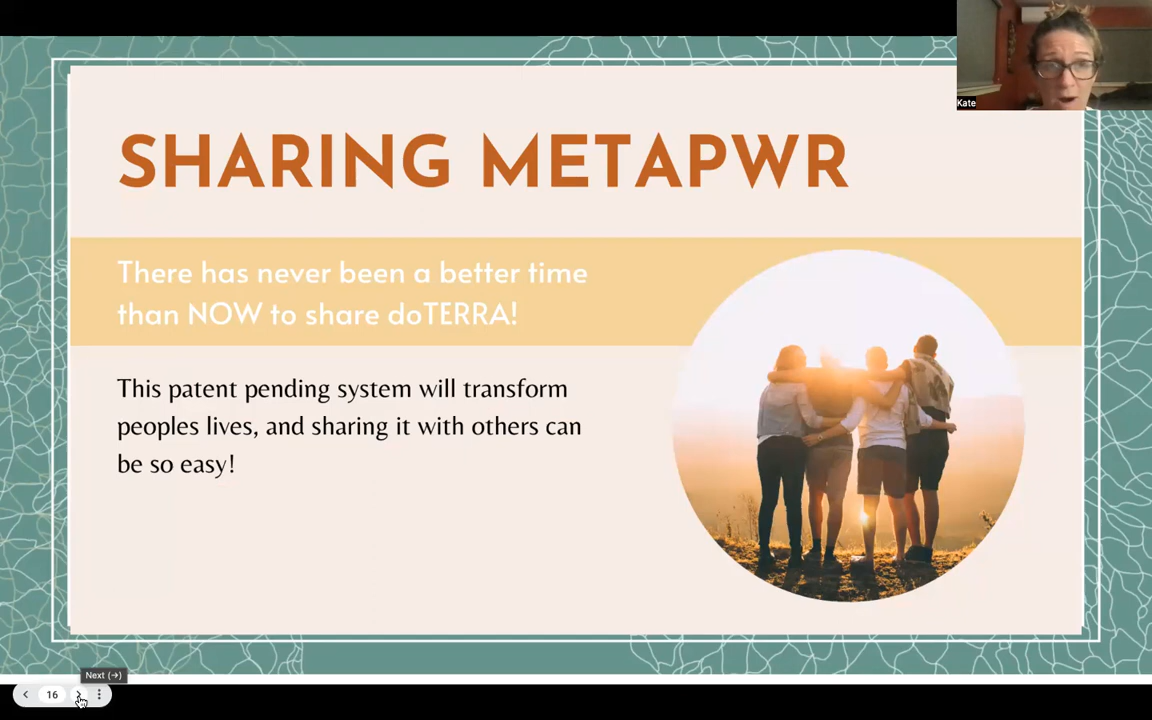 Kate
SHARING METAPWR
There has never been a better time
than NOW to share doTERRA!
This patent pending system will transform
peoples lives, and sharing it with others can
be so easy!
Next (→)
16